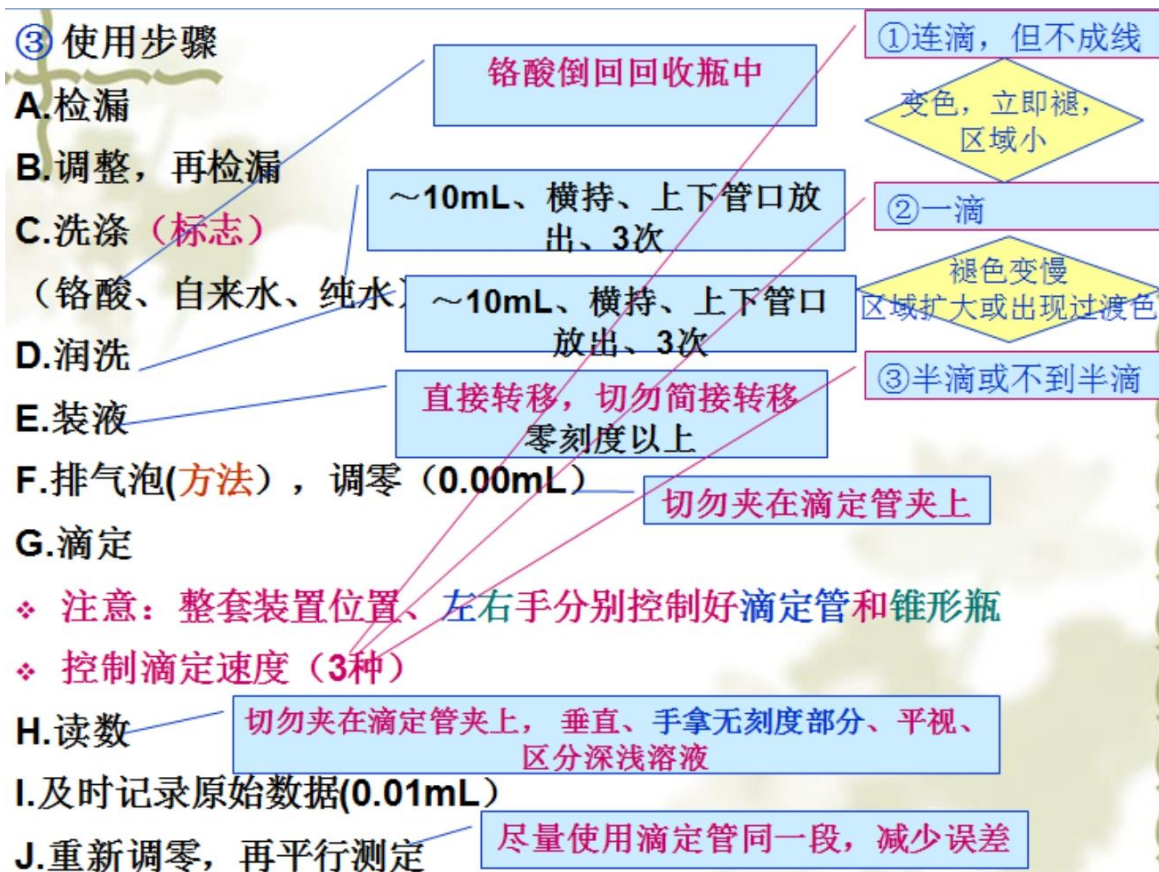 ③ 使用步骤
A.检漏
B.调整，再检漏
C.洗涤（标志）
（铬酸、自来水、纯水）
D.润洗
E.装液
F.排气泡(方法），调零（0.00mL）
G.滴定
❖ 注意：整套装置位置、左右手分别控制好滴定管和锥形瓶
❖ 控制滴定速度（3种）
H.读数
I.及时记录原始数据(0.01mL）
J.重新调零，再平行测定
铬酸倒回回收瓶中
～10mL、横持、上下管口放
出、3次
～10mL、横持、上下管口
放出、3次
直接转移，切勿简接转移
零刻度以上
切勿夹在滴定管夹上
切勿夹在滴定管夹上， 垂直、手拿无刻度部分、平视、
区分深浅溶液
尽量使用滴定管同一段，减少误差
①连滴，但不成线
变色，立即褪，
区域小
②一滴
褪色变慢
区域扩大或出现过渡色
③半滴或不到半滴